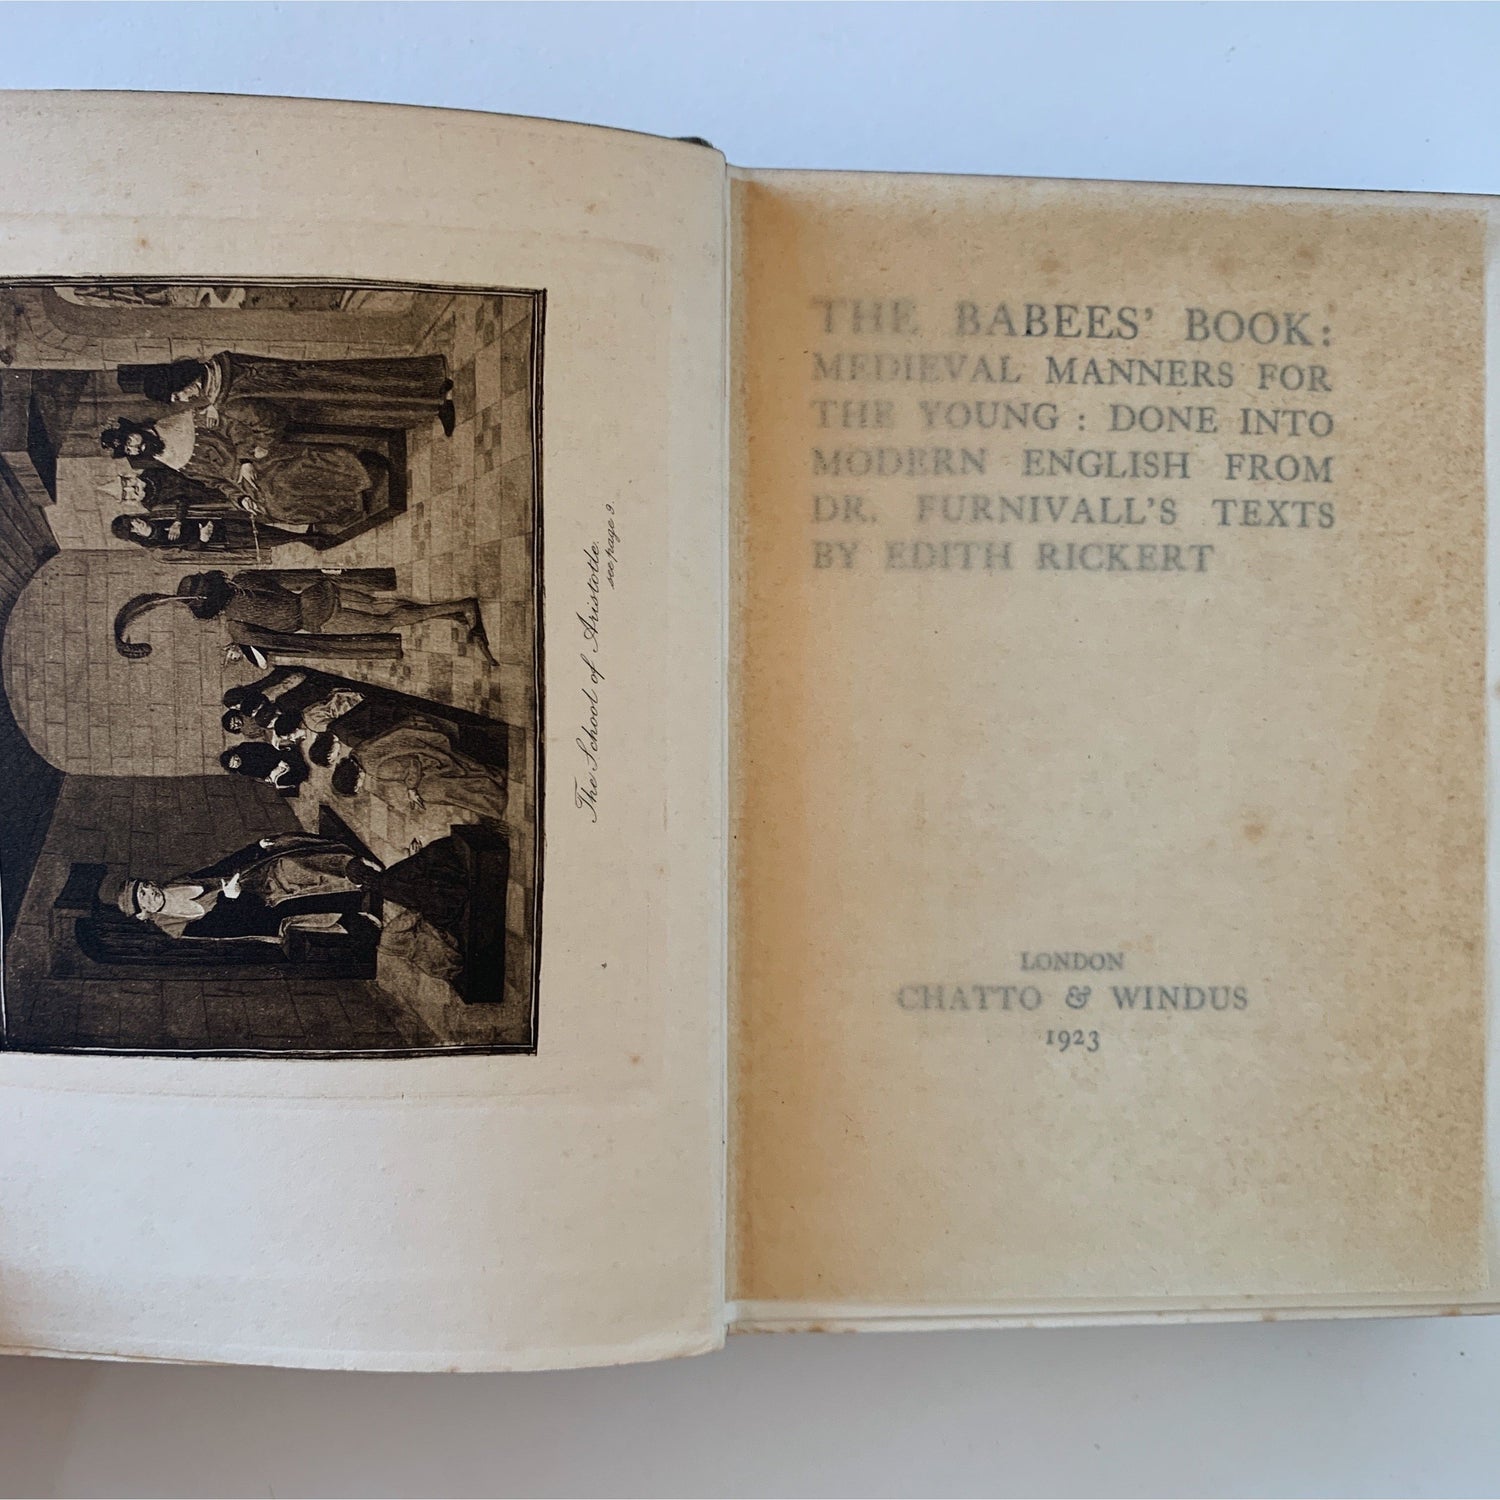 The School of Aristotle.
see page 9.
THE BABEES' BOOK:
MEDIEVAL MANNERS FOR
THE YOUNG : DONE INTO
MODERN ENGLISH FROM
DR. FURNIVALL'S TEXTS
BY EDITH RICKERT
LONDON
CHATTO & WINDUS
1923